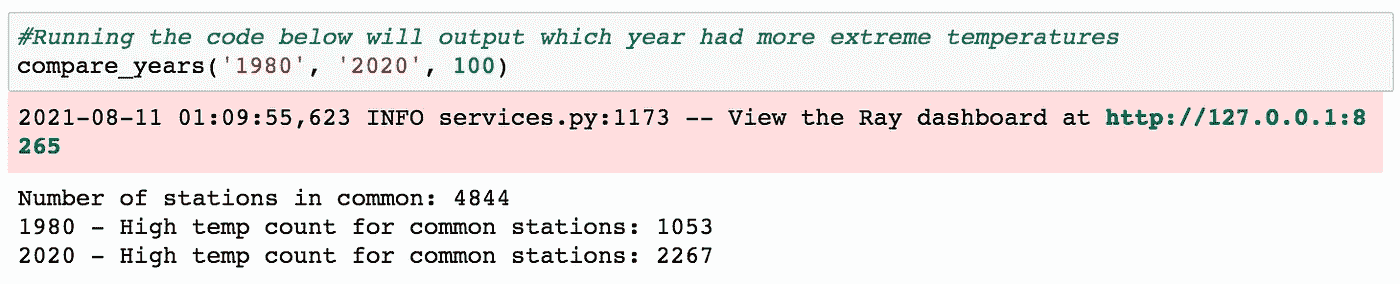 #Running the code below will output which year had more extreme temperatures
compare_years('1980', '2020', 100)
2021-08-11 01:09:55,623 INFO services.py:1173 -- View the Ray dashboard at http://127.0.0.1:8
265
Number of stations in common: 4844
1980 - High temp count for common stations: 1053
2020 - High temp count for common stations: 2267